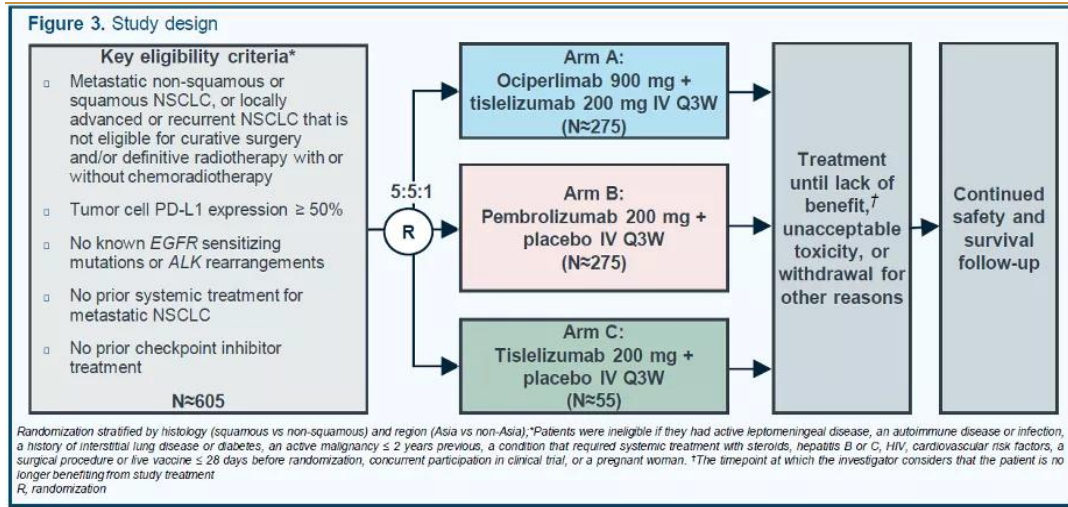 Figure 3. Study design
Key eligibility criteria*
Metastatic non-squamous or
squamous NSCLC, or locally
advanced or recurrent NSCLC that is
not eligible for curative surgery
and/or definitive radiotherapy with or
without chemoradiotherapy
Tumor cell PD-L1 expression ≥ 50%
No known EGFR sensitizing
mutations or ALK rearrangements
No prior systemic treatment for
metastatic NSCLC
No prior checkpoint inhibitor
treatment
N≈605
5:5:1
R
Arm A:
Ociperlimab 900 mg +
tislelizumab 200 mg IV Q3W
(N≈275)
Arm B:
Pembrolizumab 200 mg +
placebo IV Q3W
(N≈275)
Arm C:
Tislelizumab 200 mg +
placebo IV Q3W
(N≈55)
Treatment
until lack of
benefit,†
unacceptable
toxicity, or
withdrawal for
other reasons
Continued
safety and
survival
follow-up
Randomization stratified by histology (squamous vs non-squamous) and region (Asia vs non-Asia);*Patients were ineligible if they had active leptomeningeal disease, an autoimmune disease or infection,
a history of interstitial lung disease or diabetes, an active malignancy ≤ 2 years previous, a condition that required systemic treatment with steroids, hepatitis B or C, HIV, cardiovascular risk factors, a
surgical procedure or live vaccine ≤ 28 days before randomization, concurrent participation in clinical trial, or a pregnant woman. †The timepoint at which the investigator considers that the patient is no
longer benefiting from study treatment
R, randomization